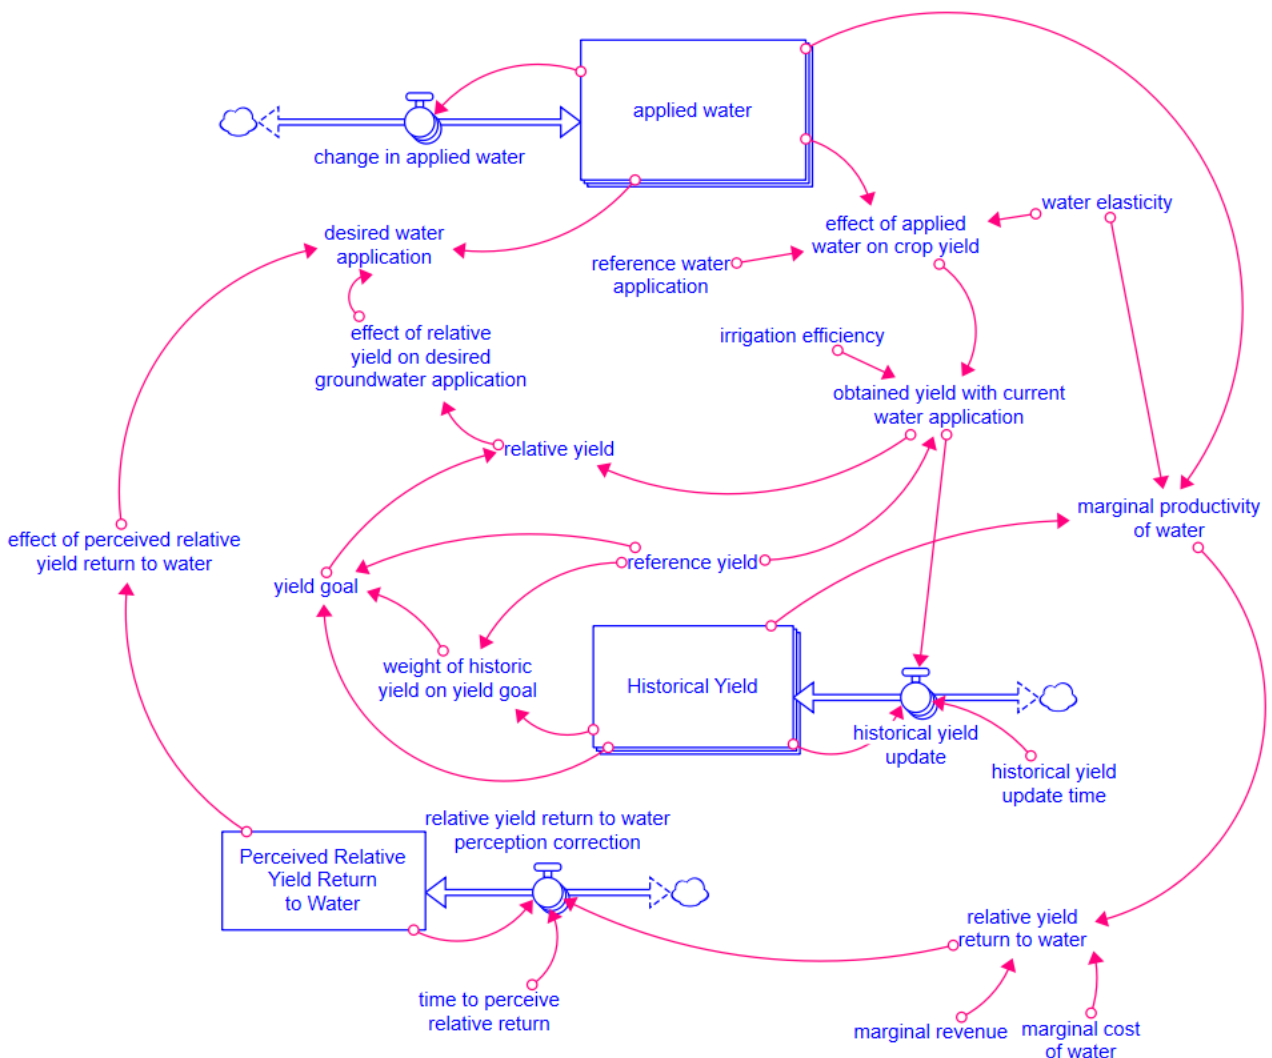 applied water
change in applied water
water elasticity
effect of applied
water on crop yield
desired water
application
reference water
application
irrigation efficiency
effect of relative
yield on desired
groundwater application
obtained yield with current
water application
relative yield
marginal productivity
of water
effect of perceived relative
yield return to water
reference yield
yield goal
weight of historic
yield on yield goal
Historical Yield
historical yield
update
historical yield
update time
relative yield return to water
perception correction
Perceived Relative
Yield Return
to Water
relative yield
return to water
time to perceive
relative return
marginal revenue
marginal cost
of water